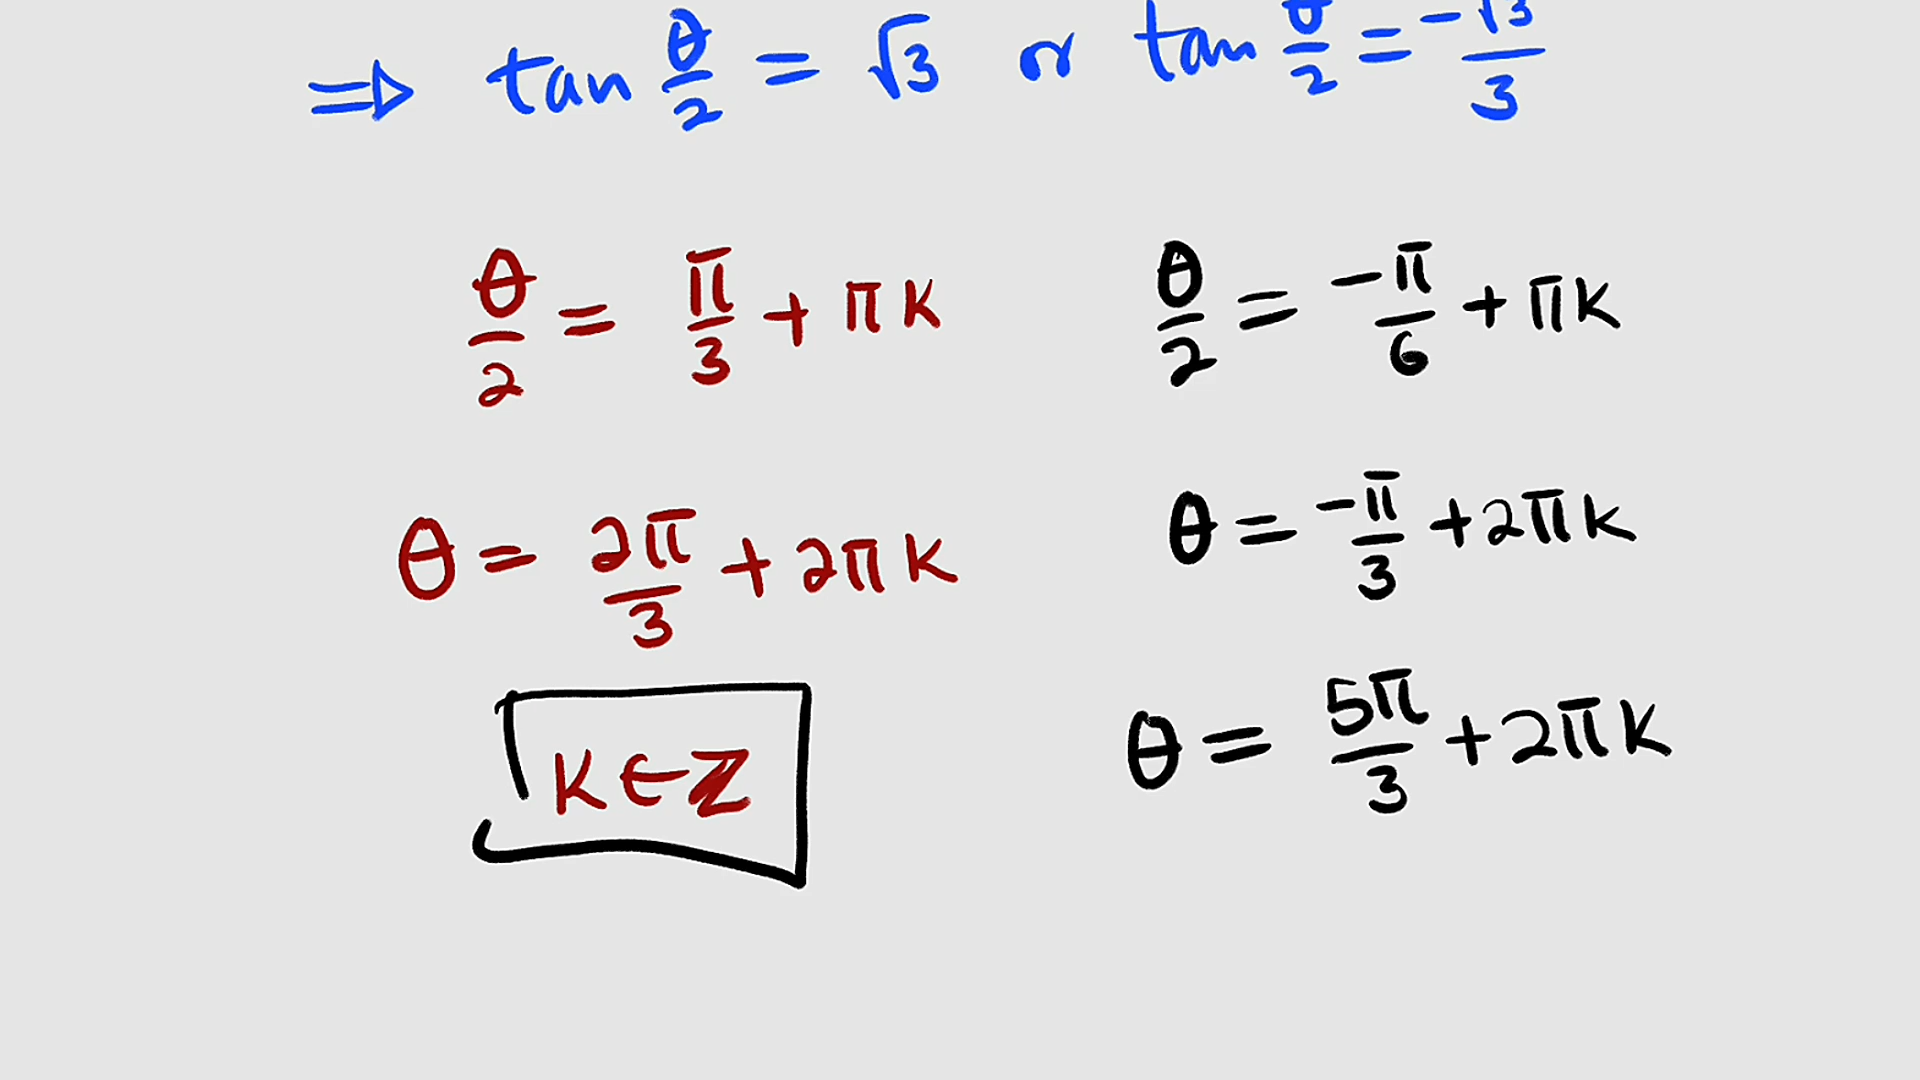 ⇒ tan θ/2 = √3 or tan θ/2 = -√3/3
θ/2 = π/3 + πk
θ/2 = -π/6 + πk
θ = 2π/3 + 2πk
θ = -π/3 + 2πk
k ∈ ℤ
θ = 5π/3 + 2πk